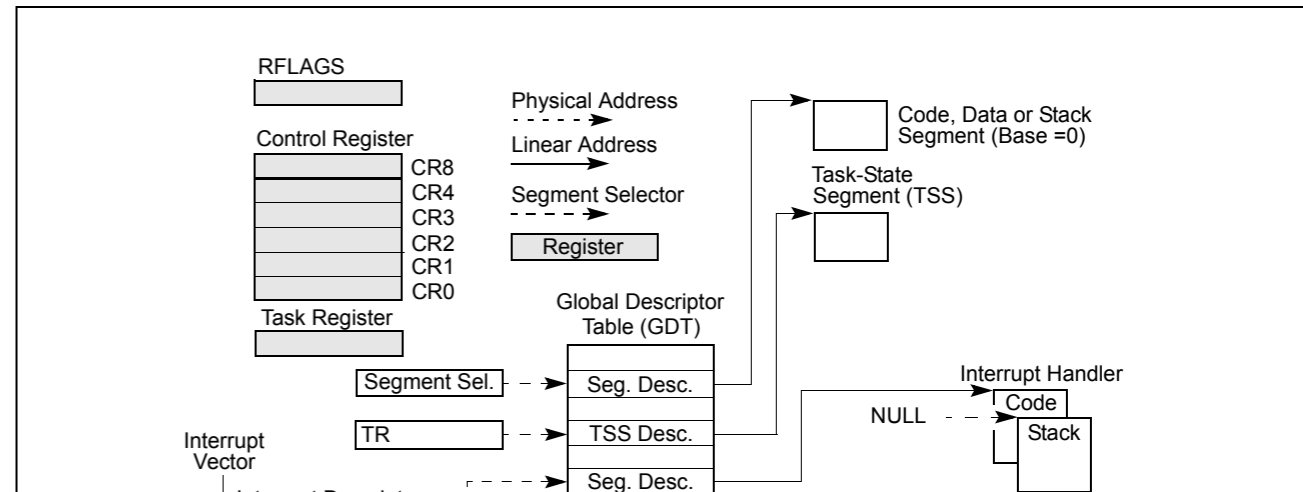 RFLAGS
Control Register
CR8
CR4
CR3
CR2
CR1
CR0
Task Register
Physical Address
Linear Address
Segment Selector
Register
Code, Data or Stack
Segment (Base =0)
Task-State
Segment (TSS)
Global Descriptor
Table (GDT)
Segment Sel.
Seg. Desc.
TR
TSS Desc.
Seg. Desc.
Interrupt Handler
Code
NULL
Stack
Interrupt
Vector